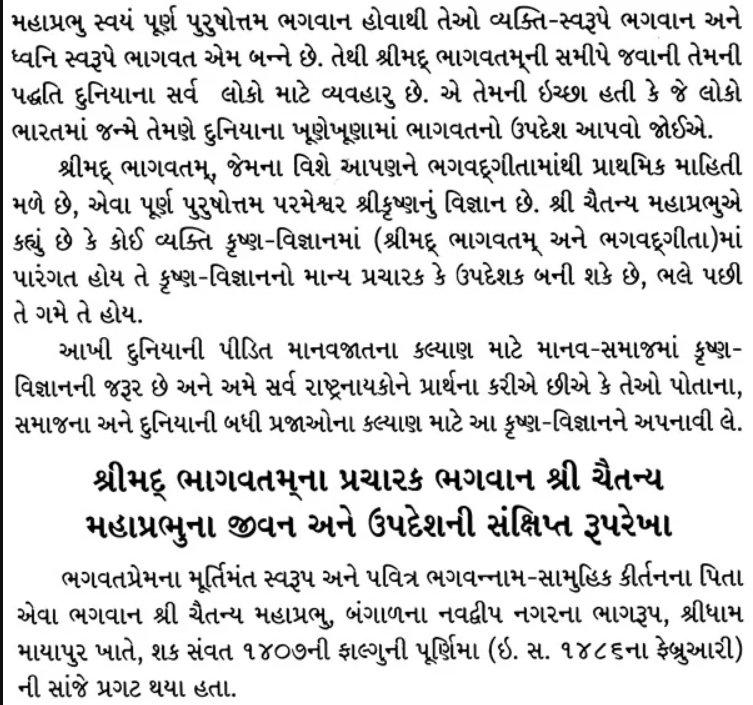 મહાપ્રભુ સ્વયં પૂર્ણ પુરુષોત્તમ ભગવાન હોવાથી તેઓ વ્યક્તિ-સ્વરૂપે ભગવાન અને
ધ્વનિ સ્વરૂપે ભાગવત એમ બન્ને છે. તેથી શ્રીમદ્ ભાગવતમ્‌ની સમીપે જવાની તેમની
પદ્ધતિ દુનિયાના સર્વ લોકો માટે વ્યવહારુ છે. એ તેમની ઇચ્છા હતી કે જે લોકો
ભારતમાં જન્મે તેમણે દુનિયાના ખૂણેખૂણામાં ભાગવતનો ઉપદેશ આપવો જોઈએ.
શ્રીમદ્ ભાગવતમ્, જેમના વિશે આપણને ભગવદ્‌ગીતામાંથી પ્રાથમિક માહિતી
મળે છે, એવા પૂર્ણ પુરુષોત્તમ પરમેશ્વર શ્રીકૃષ્ણનું વિજ્ઞાન છે. શ્રી ચૈતન્ય મહાપ્રભુએ
કહ્યું છે કે કોઈ વ્યક્તિ કૃષ્ણ-વિજ્ઞાનમાં (શ્રીમદ્ ભાગવતમ્ અને ભગવદ્‌ગીતા)માં
પારંગત હોય તે કૃષ્ણ-વિજ્ઞાનનો માન્ય પ્રચારક કે ઉપદેશક બની શકે છે, ભલે પછી
તે ગમે તે હોય.
આખી દુનિયાની પીડિત માનવજાતના કલ્યાણ માટે માનવ-સમાજમાં કૃષ્ણ-
વિજ્ઞાનની જરૂર છે અને અમે સર્વ રાષ્ટ્રનાયકોને પ્રાર્થના કરીએ છીએ કે તેઓ પોતાના,
સમાજના અને દુનિયાની બધી પ્રજાઓના કલ્યાણ માટે આ કૃષ્ણ-વિજ્ઞાનને અપનાવી લે.
શ્રીમદ્ ભાગવતમ્‌ના પ્રચારક ભગવાન શ્રી ચૈતન્ય
મહાપ્રભુના જીવન અને ઉપદેશની સંક્ષિપ્ત રૂપરેખા
ભગવતપ્રેમના મૂર્તિમંત સ્વરૂપ અને પવિત્ર ભગવન્નામ-સામુહિક કીર્તનના પિતા
એવા ભગવાન શ્રી ચૈતન્ય મહાપ્રભુ, બંગાળના નવદ્વીપ નગરના ભાગરૂપ, શ્રીધામ
માયાપુર ખાતે, શક સંવત ૧૪૦૭ની ફાલ્ગુની પૂર્ણિમા (ઇ. સ. ૧૪૮૬ના ફેબ્રુઆરી)
ની સાંજે પ્રગટ થયા હતા.